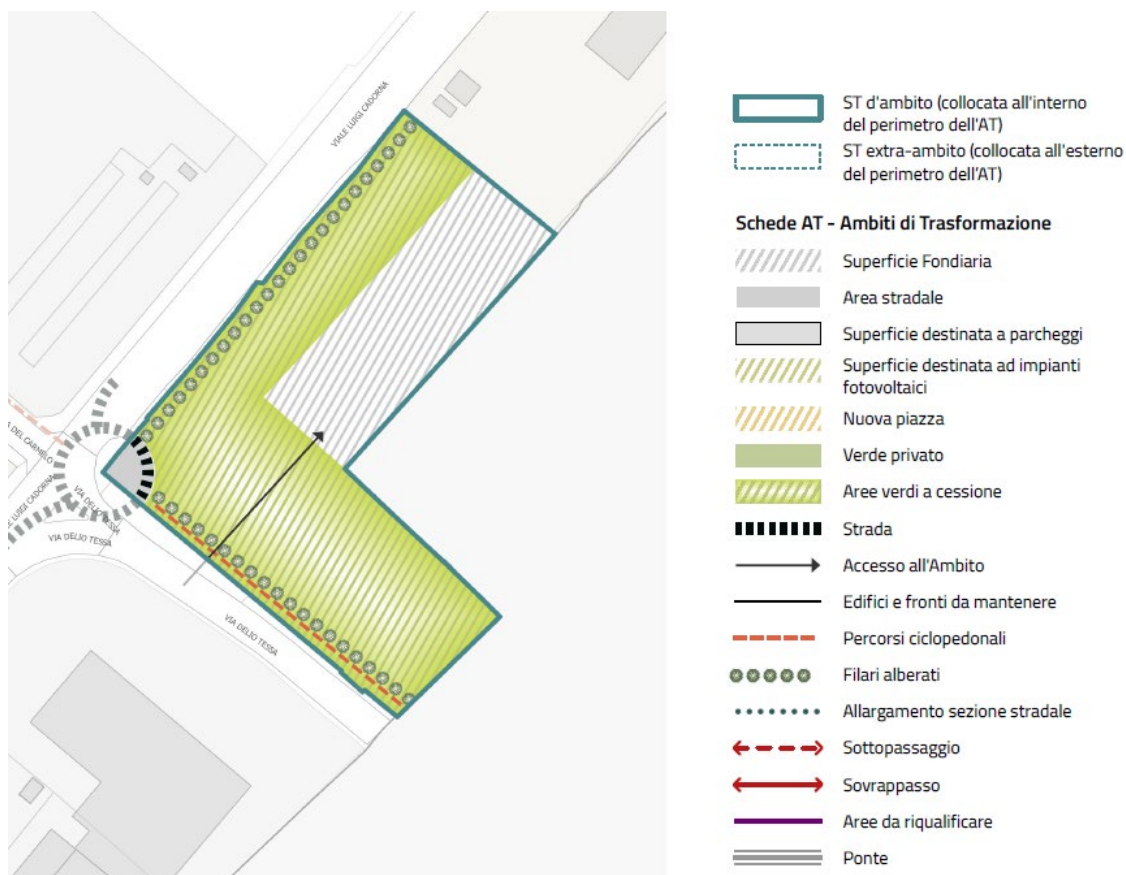 VIALE LUIGI CADORNA
DEL CARMELO
LUIGI CADORNA
VIA DELIO TESSA
VIA DELIO TESSA
VIA DELIO TESSA
ST d'ambito (collocata all'interno
del perimetro dell'AT)
ST extra-ambito (collocata all'esterno
del perimetro dell'AT)
Schede AT - Ambiti di Trasformazione
Superficie Fondiaria
Area stradale
Superficie destinata a parcheggi
Superficie destinata ad impianti
fotovoltaici
Nuova piazza
Verde privato
Aree verdi a cessione
Strada
Accesso all'Ambito
Edifici e fronti da mantenere
Percorsi ciclopedonali
Filari alberati
Allargamento sezione stradale
Sottopassaggio
Sovrappasso
Aree da riqualificare
Ponte